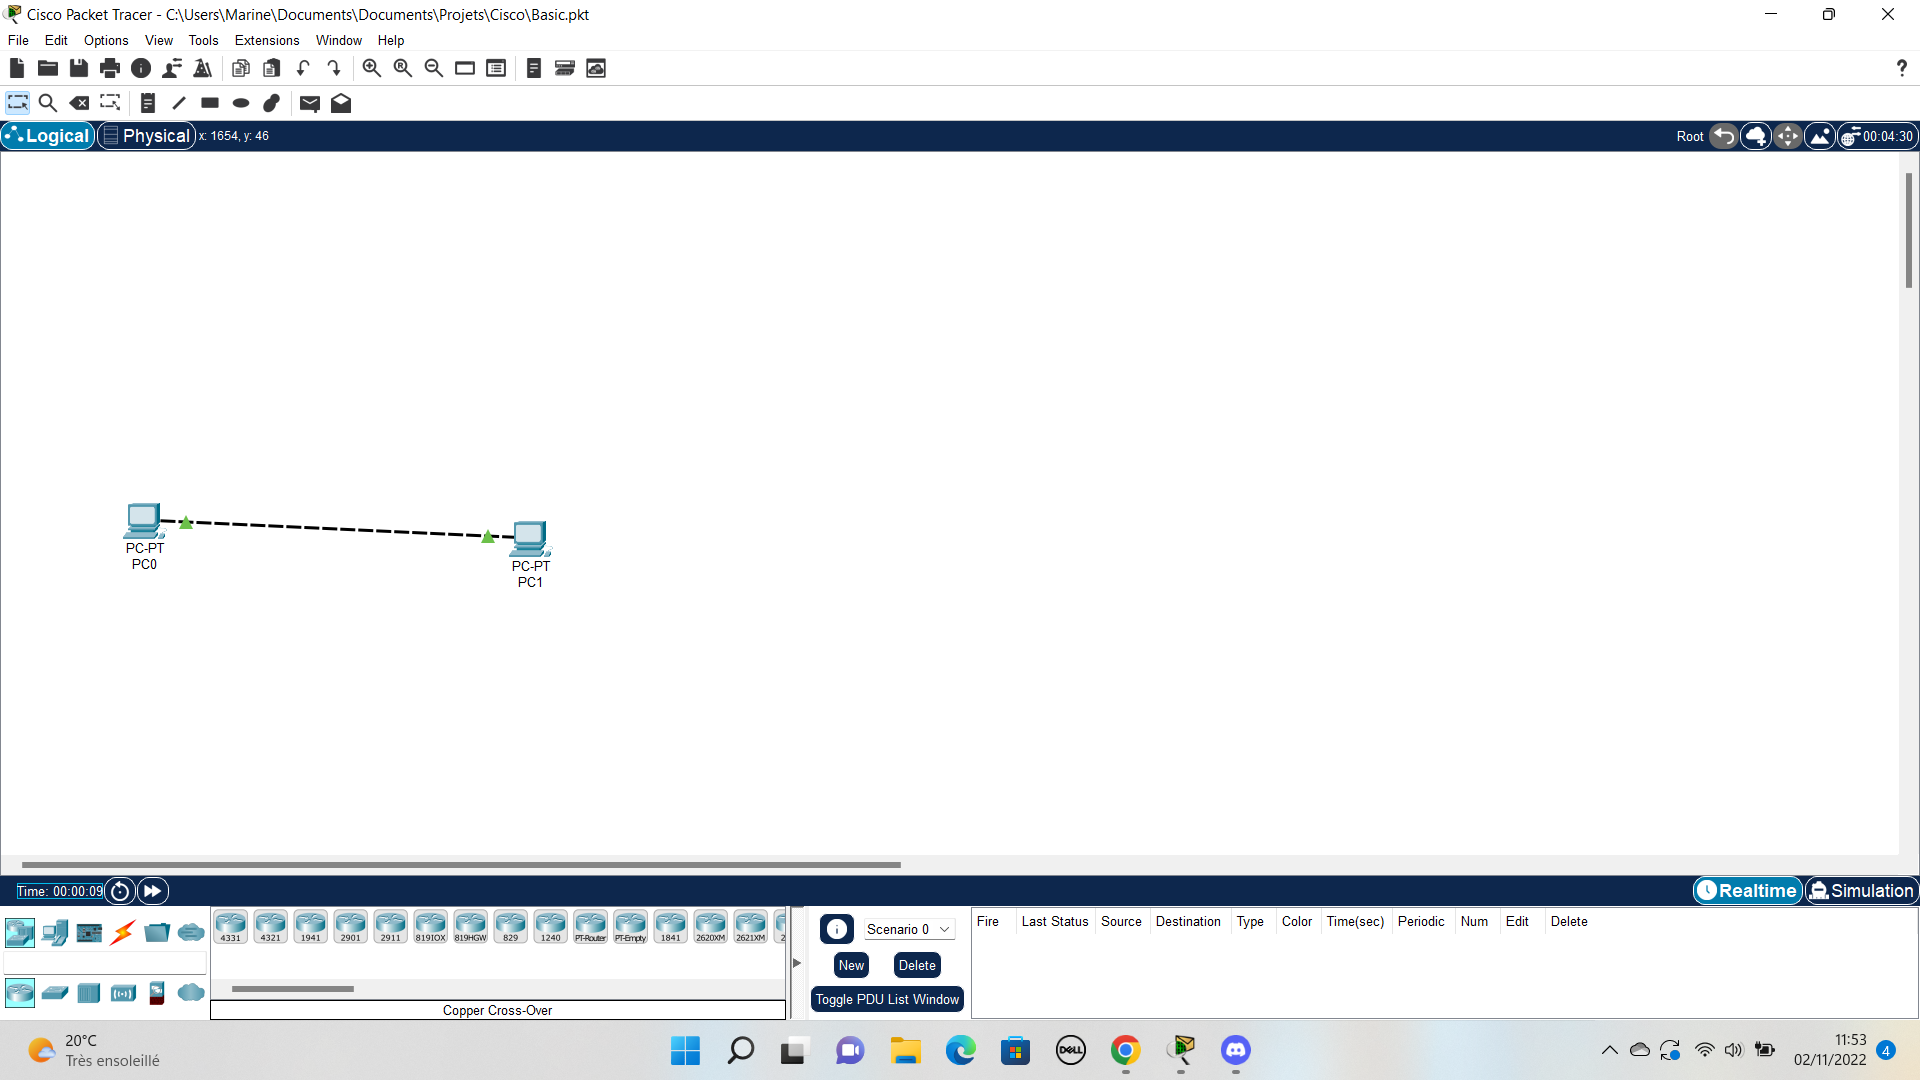 Cisco Packet Tracer - C:\Users\Marine\Documents\Documents\Projets\Cisco\Basic.pkt
File Edit Options View Tools Extensions Window Help
?
Logical Physical x: 1654, y: 46 Root 00:04:30
PC-PT
PC0
PC-PT
PC1
Time: 00:00:09 Realtime Simulation
4331 4321 1941 2901 2911 819IOX 819HGW 829 1240 PT-Router PT-Empty 1841 2620XM 2621XM 2
Copper Cross-Over
Scenario 0
New Delete
Toggle PDU List Window
Fire Last Status Source Destination Type Color Time(sec) Periodic Num Edit Delete
20°C
Très ensoleillé
DELL
11:53
02/11/2022
4